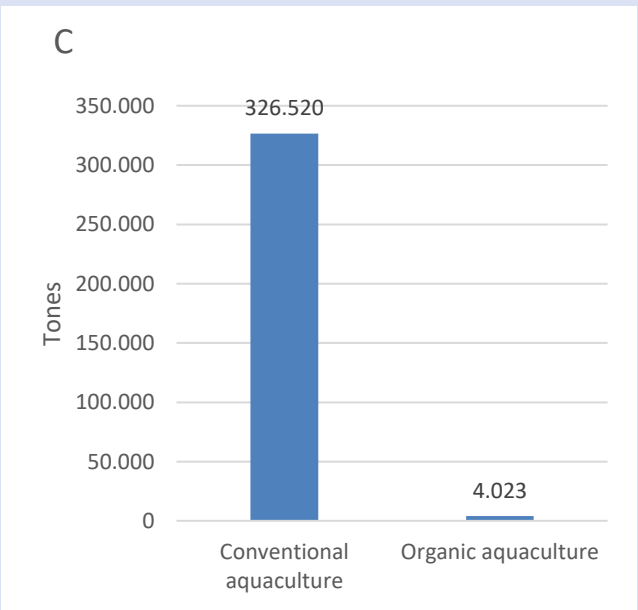 C
350.000
326.520
300.000
250.000
200.000
150.000
100.000
50.000
0
4.023
Tones
Conventional
aquaculture
Organic aquaculture